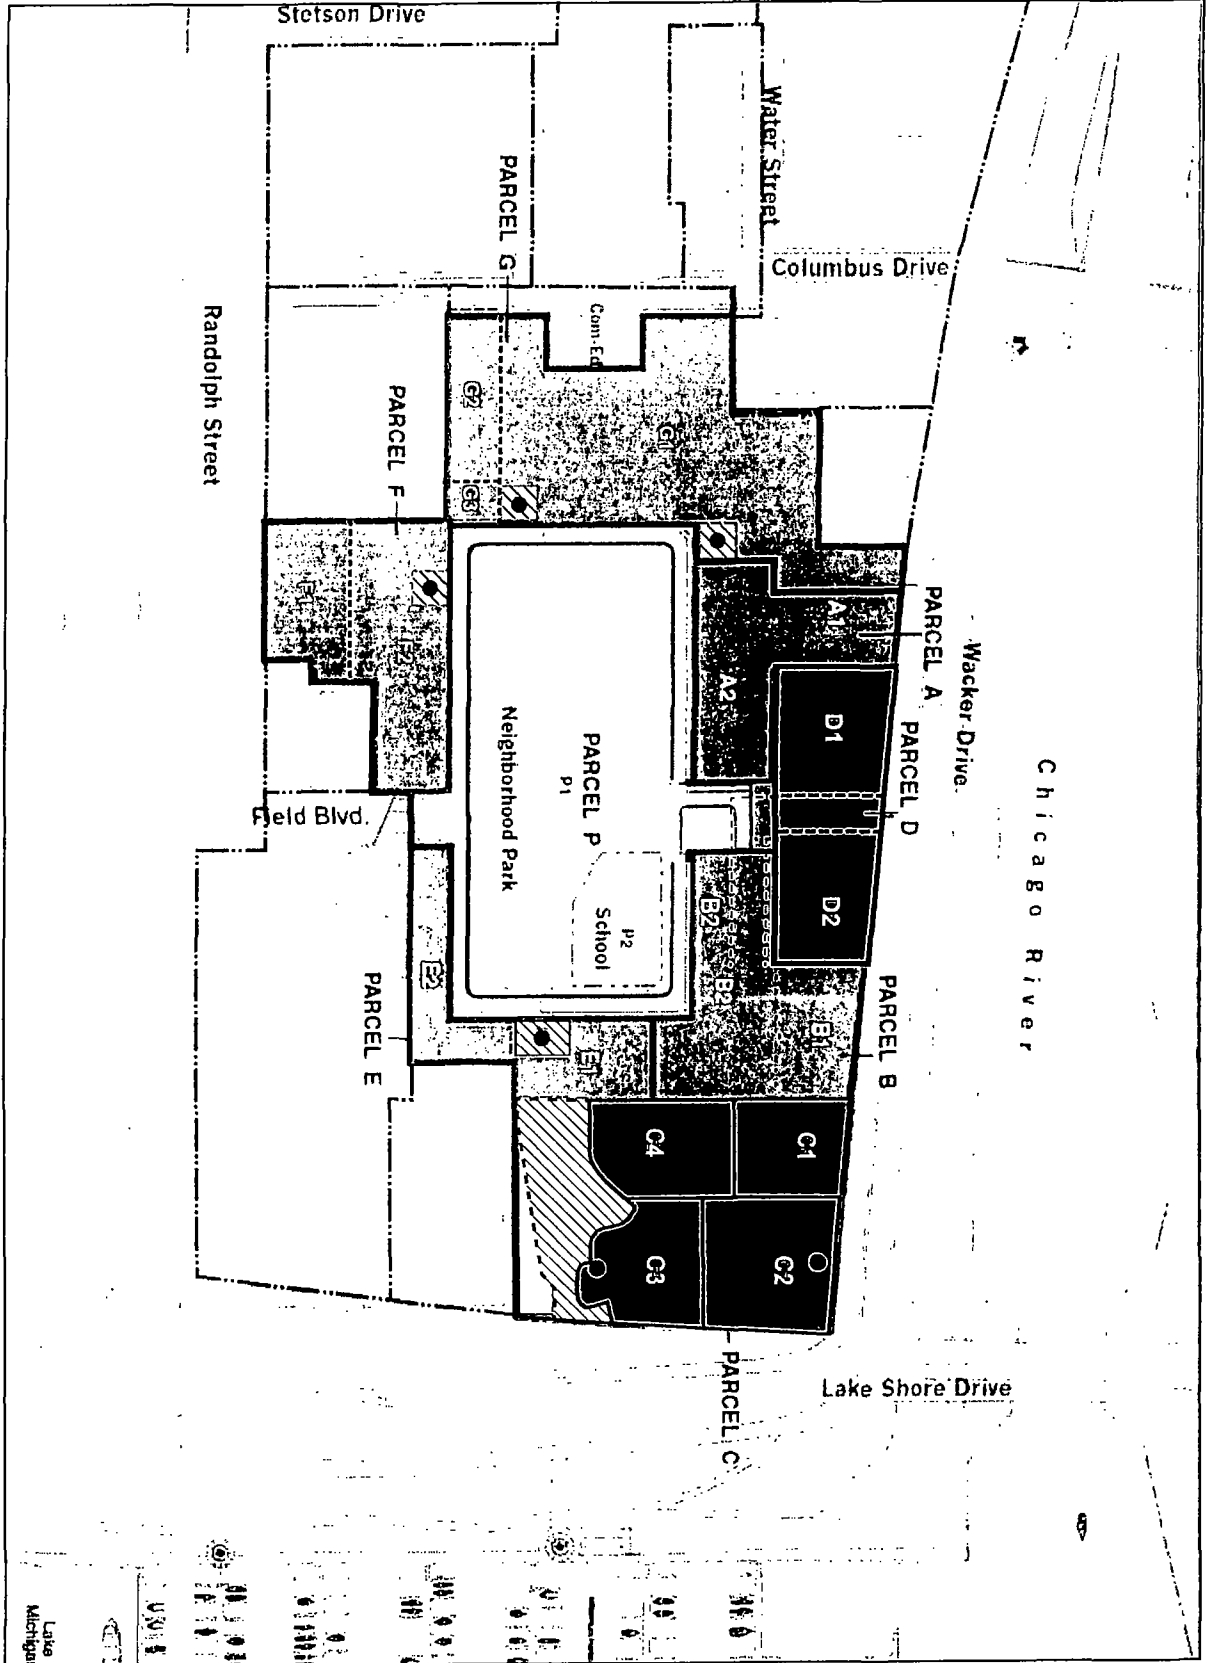 Stetson Drive
Water Street
Columbus Drive
PARCEL G
Com-Ed
Randolph Street
PARCEL F
G2
G1
G3
F1
F2
PARCEL A
A1
A2
Wacker Drive
PARCEL D
D1
D2
Chicago River
Neighborhood Park
PARCEL P
P1
P2
School
Field Blvd.
B2
B2
B1
PARCEL B
E2
PARCEL E
E1
C4
C1
C3
C2
PARCEL C
Lake Shore Drive
Lake
Michigan